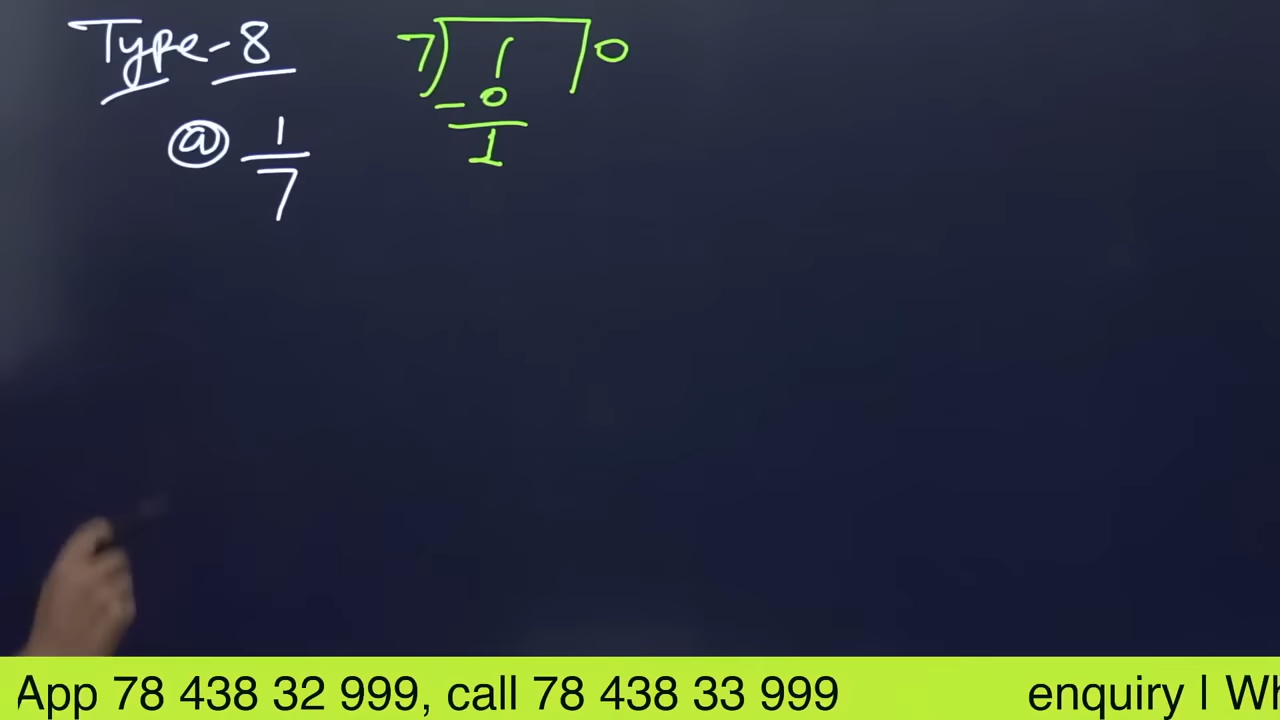 Type-8
7) 1 ) 0
- 0
1
ⓐ 1/7
App 78 438 32 999, call 78 438 33 999 enquiry I Wh